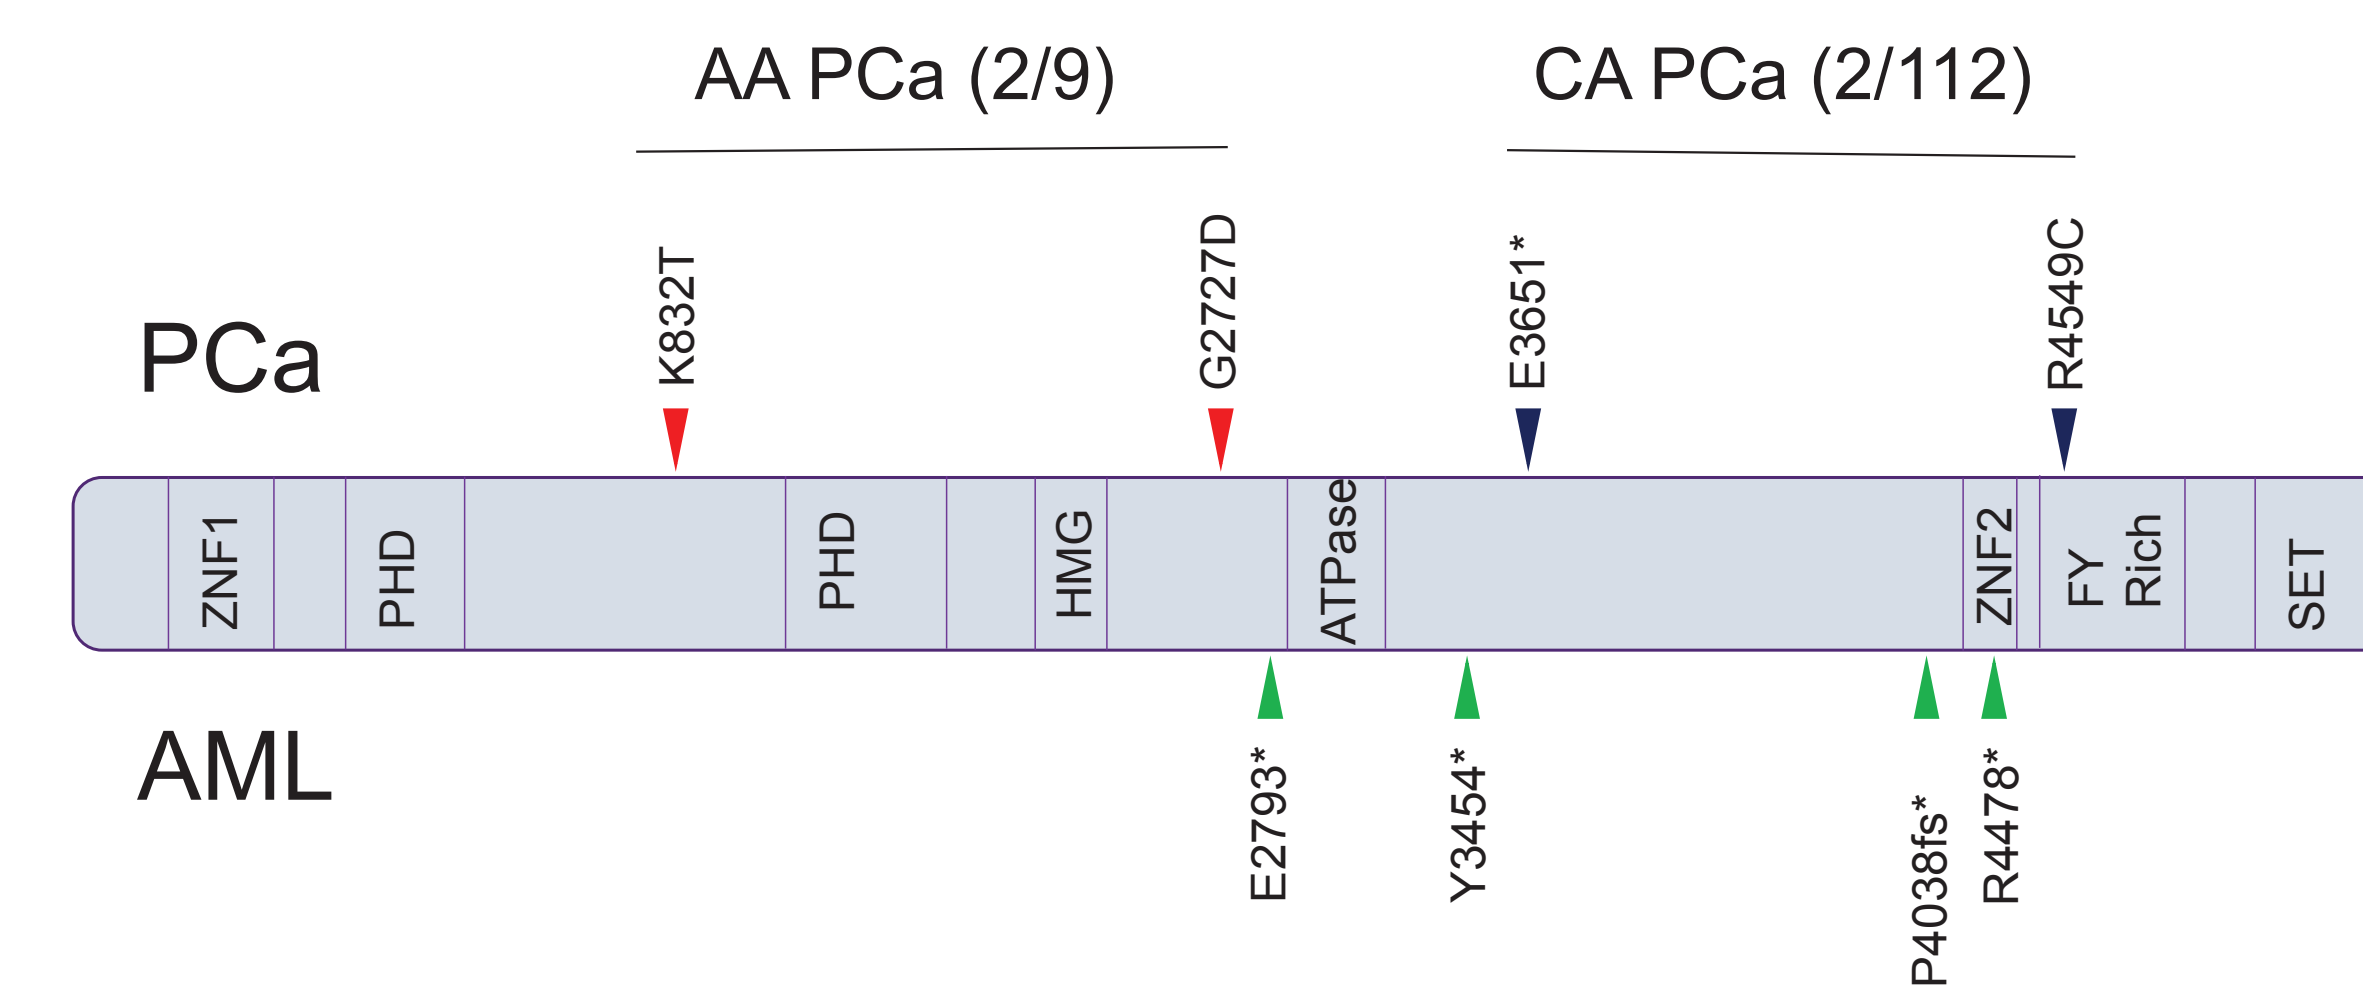 AA PCa (2/9)
CA PCa (2/112)
K832T
G2727D
E3651*
R4549C
PCa
ZNF1
PHD
PHD
HMG
ATPase
ZNF2
FY
Rich
SET
AML
E2793*
Y3454*
P4038fs*
R4478*